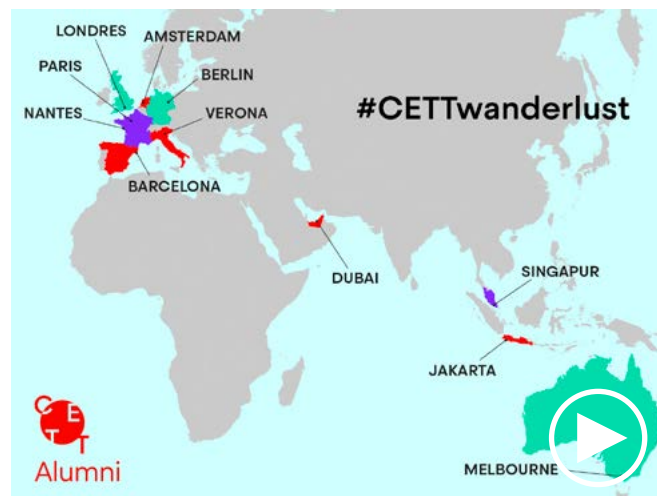 LONDRES
AMSTERDAM
PARIS
BERLIN
NANTES
VERONA
#CETTwanderlust
BARCELONA
DUBAI
SINGAPUR
JAKARTA
CETT
Alumni
MELBOURNE